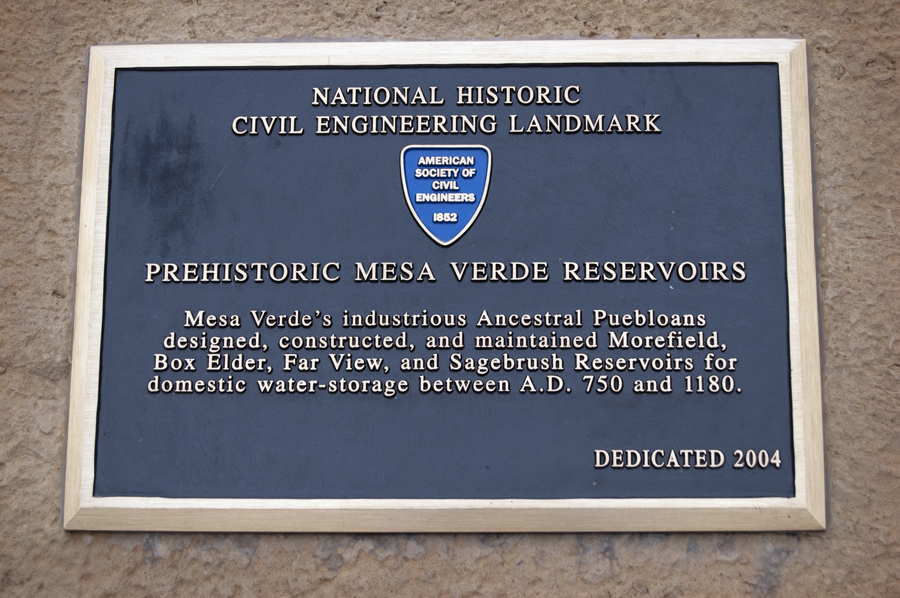 NATIONAL HISTORIC
CIVIL ENGINEERING LANDMARK
AMERICAN
SOCIETY OF
CIVIL
ENGINEERS
1852
PREHISTORIC MESA VERDE RESERVOIRS
Mesa Verde's industrious Ancestral Puebloans
designed, constructed, and maintained Morefield,
Box Elder, Far View, and Sagebrush Reservoirs for
domestic water-storage between A.D. 750 and 1180.
DEDICATED 2004